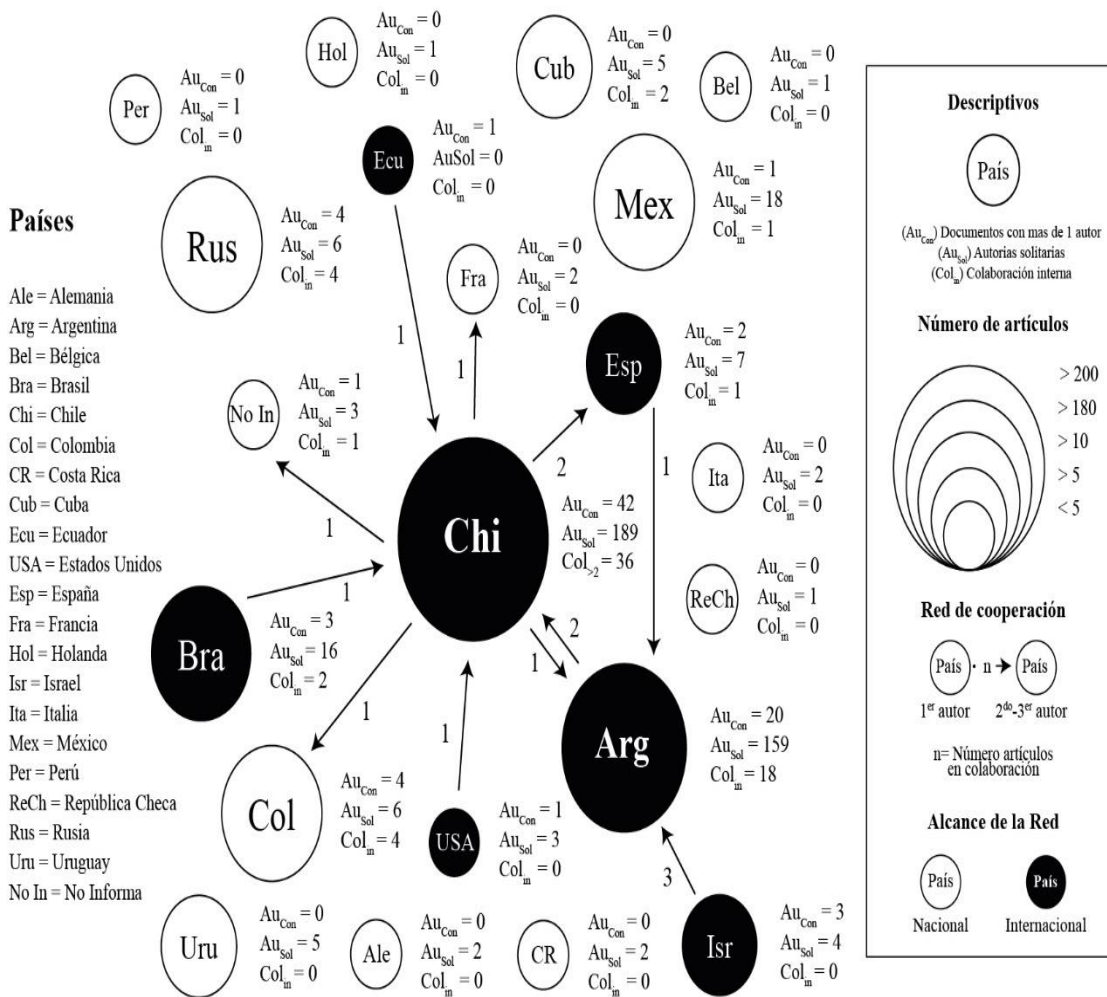 Países
Ale = Alemania
Arg = Argentina
Bel = Bélgica
Bra = Brasil
Chi = Chile
Col = Colombia
CR = Costa Rica
Cub = Cuba
Ecu = Ecuador
USA = Estados Unidos
Esp = España
Fra = Francia
Hol = Holanda
Isr = Israel
Ita = Italia
Mex = México
Per = Perú
ReCh = República Checa
Rus = Rusia
Uru = Uruguay
No In = No Informa
Per
Au_Con = 0
Au_Sol = 1
Col_in = 0
Hol
Au_Con = 0
Au_Sol = 1
Col_in = 0
Cub
Au_Con = 0
Au_Sol = 5
Col_in = 2
Bel
Au_Con = 0
Au_Sol = 1
Col_in = 0
Ecu
Au_Con = 1
AuSol = 0
Col_in = 0
Mex
Au_Con = 1
Au_Sol = 18
Col_in = 1
Rus
Au_Con = 4
Au_Sol = 6
Col_in = 4
Fra
Au_Con = 0
Au_Sol = 2
Col_in = 0
1
1
Esp
Au_Con = 2
Au_Sol = 7
Col_in = 1
No In
Au_Con = 1
Au_Sol = 3
Col_in = 1
2
1
Ita
Au_Con = 0
Au_Sol = 2
Col_in = 0
1
Chi
Au_Con = 42
Au_Sol = 189
Col_>2 = 36
ReCh
Au_Con = 0
Au_Sol = 1
Col_in = 0
1
Bra
Au_Con = 3
Au_Sol = 16
Col_in = 2
2
1
1
1
Arg
Au_Con = 20
Au_Sol = 159
Col_in = 18
Col
Au_Con = 4
Au_Sol = 6
Col_in = 4
USA
Au_Con = 1
Au_Sol = 3
Col_in = 0
3
Uru
Au_Con = 0
Au_Sol = 5
Col_in = 0
Ale
Au_Con = 0
Au_Sol = 2
Col_in = 0
CR
Au_Con = 0
Au_Sol = 2
Col_in = 0
Isr
Au_Con = 3
Au_Sol = 4
Col_in = 0
Descriptivos
País
(Au_Con) Documentos con mas de 1 autor
(Au_Sol) Autorias solitarias
(Col_in) Colaboración interna
Número de artículos
> 200
> 180
> 10
> 5
< 5
Red de cooperación
País · n País
1er autor 2do-3er autor
n= Número artículos
en colaboración
Alcance de la Red
País País
Nacional Internacional